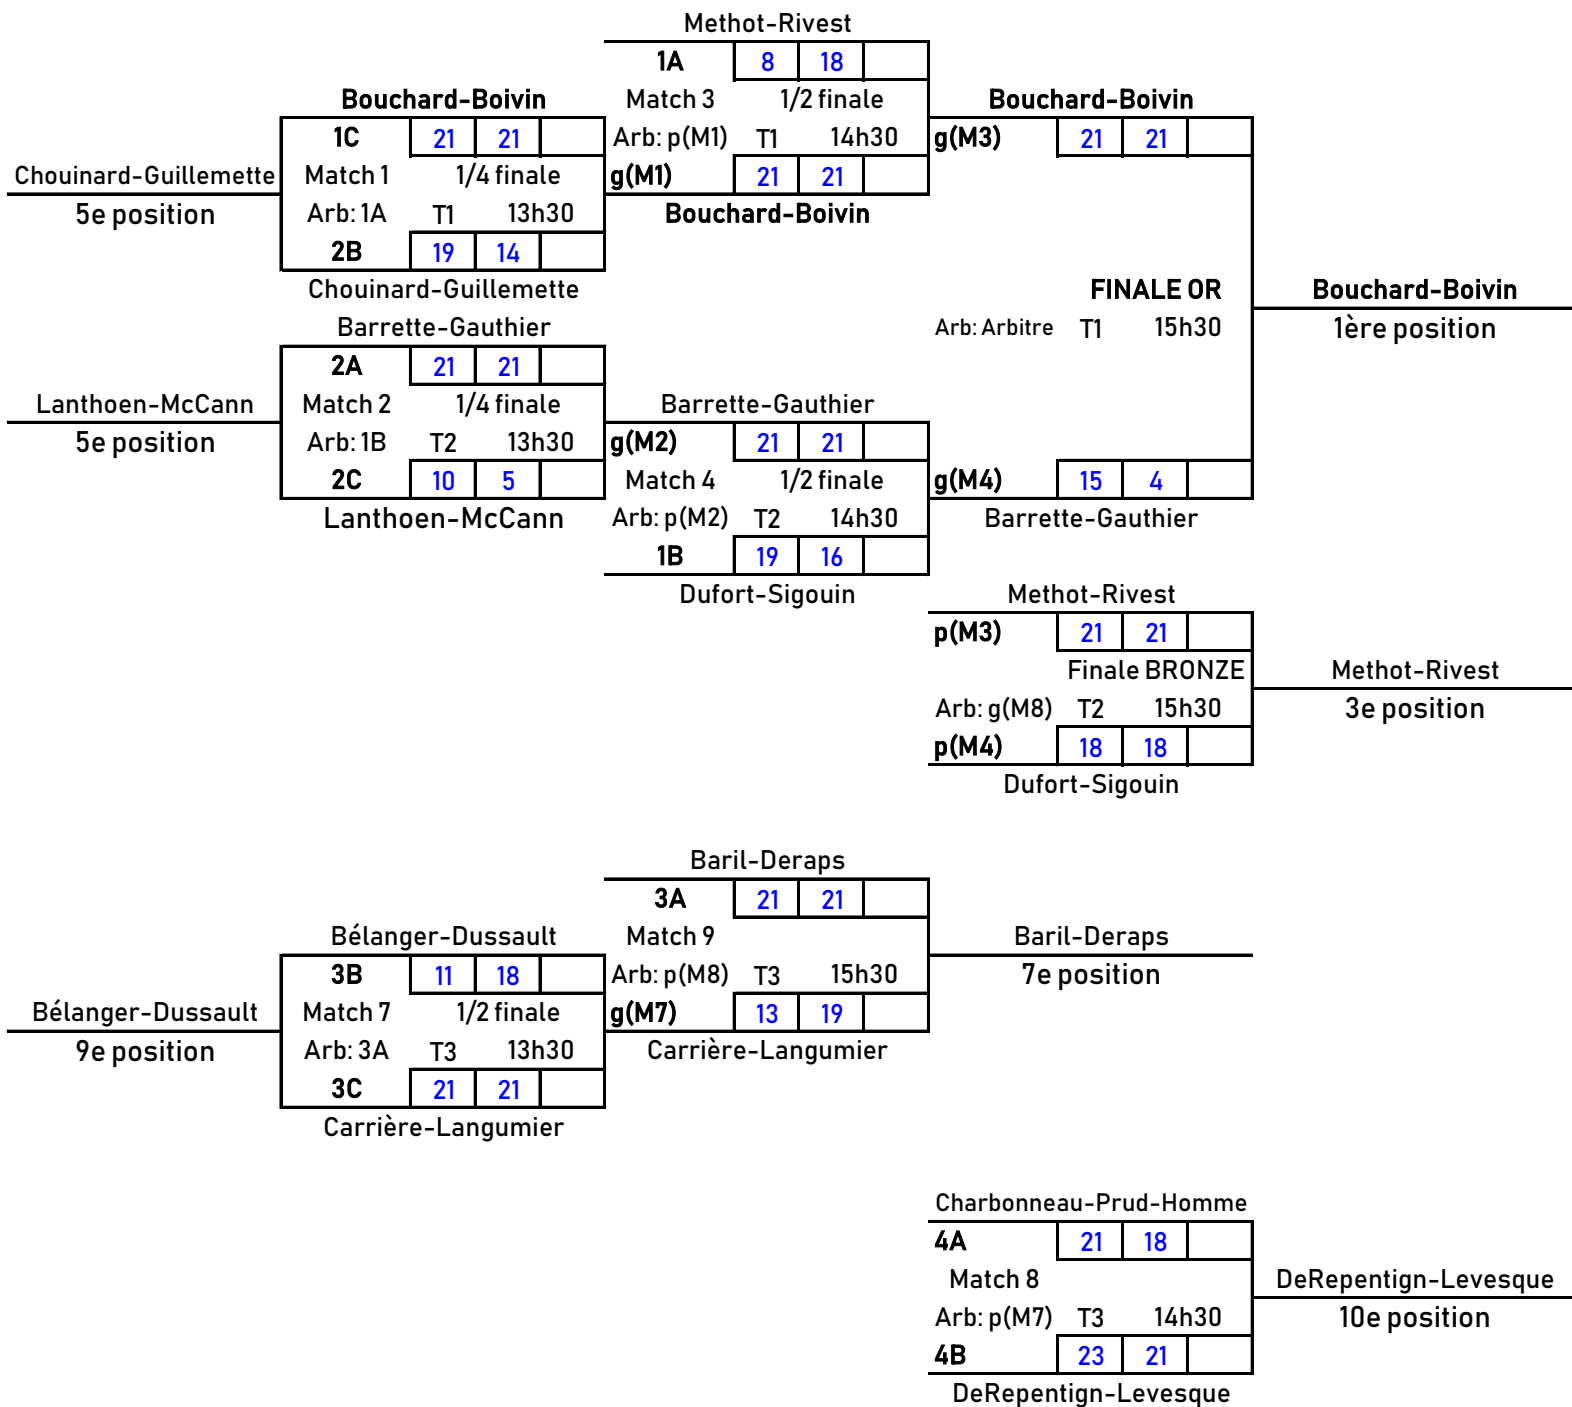 Methot-Rivest
1A 8 18
Bouchard-Boivin Match 3 1/2 finale Bouchard-Boivin
1C 21 21 Arb: p(M1) T1 14h30 g(M3) 21 21
Chouinard-Guillemette Match 1 1/4 finale g(M1) 21 21
5e position Arb: 1A T1 13h30 Bouchard-Boivin
2B 19 14
Chouinard-Guillemette FINALE OR Bouchard-Boivin
Barrette-Gauthier Arb: Arbitre T1 15h30 1ère position
2A 21 21
Lanthoen-McCann Match 2 1/4 finale Barrette-Gauthier
5e position Arb: 1B T2 13h30 g(M2) 21 21
2C 10 5 Match 4 1/2 finale g(M4) 15 4
Lanthoen-McCann Arb: p(M2) T2 14h30 Barrette-Gauthier
1B 19 16
Dufort-Sigouin Methot-Rivest
p(M3) 21 21
Finale BRONZE Methot-Rivest
Arb: g(M8) T2 15h30 3e position
p(M4) 18 18
Dufort-Sigouin
Baril-Deraps
3A 21 21
Bélanger-Dussault Match 9 Baril-Deraps
3B 11 18 Arb: p(M8) T3 15h30 7e position
Bélanger-Dussault Match 7 1/2 finale g(M7) 13 19
9e position Arb: 3A T3 13h30 Carrière-Langumier
3C 21 21
Carrière-Langumier
Charbonneau-Prud-Homme
4A 21 18
Match 8 DeRepentign-Levesque
Arb: p(M7) T3 14h30 10e position
4B 23 21
DeRepentign-Levesque